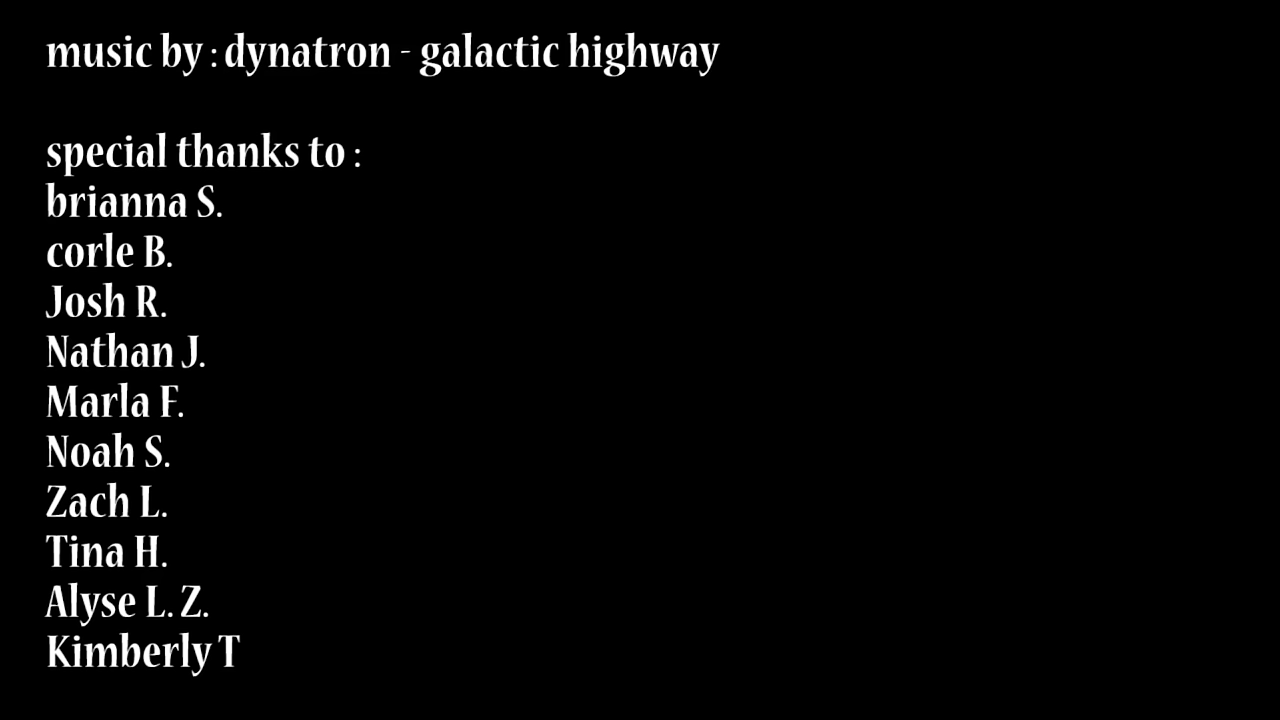 music by : dynatron - galactic highway
special thanks to :
brianna S.
corle B.
Josh R.
Nathan J.
Marla F.
Noah S.
Zach L.
Tina H.
Alyse L. Z.
Kimberly T